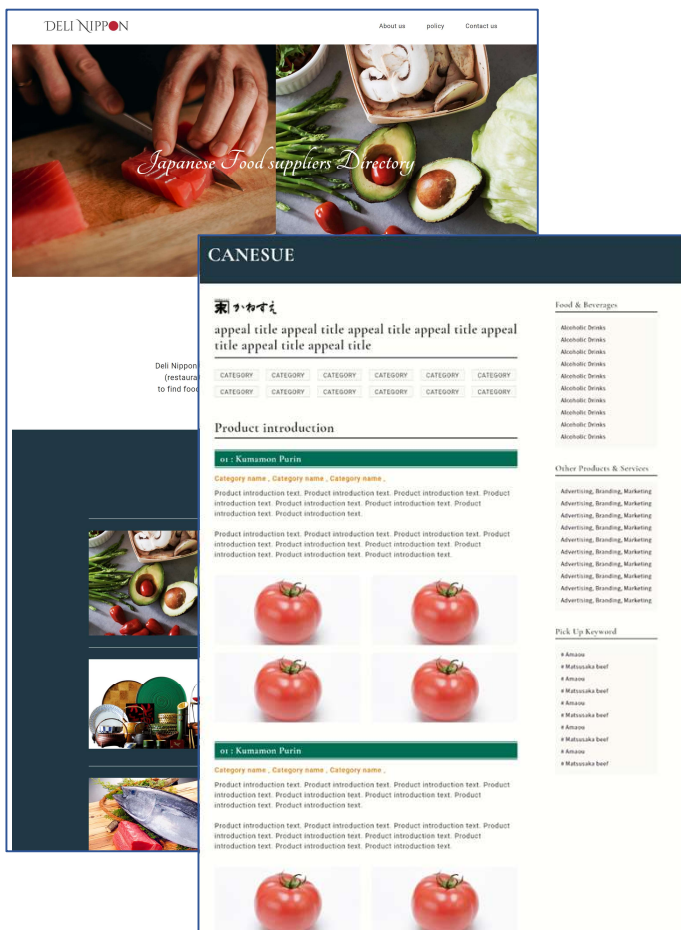 DELI NIPPON
About us policy Contact us
Japanese Food suppliers Directory
Deli Nippon
(restaura
to find foo
CANESUE
末 かねすゑ
appeal title appeal title appeal title appeal title appeal
title appeal title appeal title
CATEGORY CATEGORY CATEGORY CATEGORY CATEGORY CATEGORY
CATEGORY CATEGORY CATEGORY CATEGORY CATEGORY CATEGORY
Product introduction
01 : Kumamon Purin
Category name , Category name , Category name ,
Product introduction text. Product introduction text. Product introduction text. Product
introduction text. Product introduction text. Product introduction text. Product
introduction text. Product introduction text.
Product introduction text. Product introduction text. Product introduction text. Product
introduction text. Product introduction text. Product introduction text. Product
introduction text. Product introduction text. Product introduction text.
01 : Kumamon Purin
Category name , Category name , Category name ,
Product introduction text. Product introduction text. Product introduction text. Product
introduction text. Product introduction text. Product introduction text. Product
introduction text. Product introduction text.
Product introduction text. Product introduction text. Product introduction text. Product
introduction text. Product introduction text. Product introduction text. Product
introduction text. Product introduction text. Product introduction text.
Food & Beverages
Alcoholic Drinks
Alcoholic Drinks
Alcoholic Drinks
Alcoholic Drinks
Alcoholic Drinks
Alcoholic Drinks
Alcoholic Drinks
Alcoholic Drinks
Alcoholic Drinks
Alcoholic Drinks
Other Products & Services
Advertising, Branding, Marketing
Advertising, Branding, Marketing
Advertising, Branding, Marketing
Advertising, Branding, Marketing
Advertising, Branding, Marketing
Advertising, Branding, Marketing
Advertising, Branding, Marketing
Advertising, Branding, Marketing
Advertising, Branding, Marketing
Advertising, Branding, Marketing
Pick Up Keyword
# Amaou
# Matsusaka beef
# Amaou
# Matsusaka beef
# Amaou
# Matsusaka beef
# Amaou
# Matsusaka beef
# Amaou
# Matsusaka beef